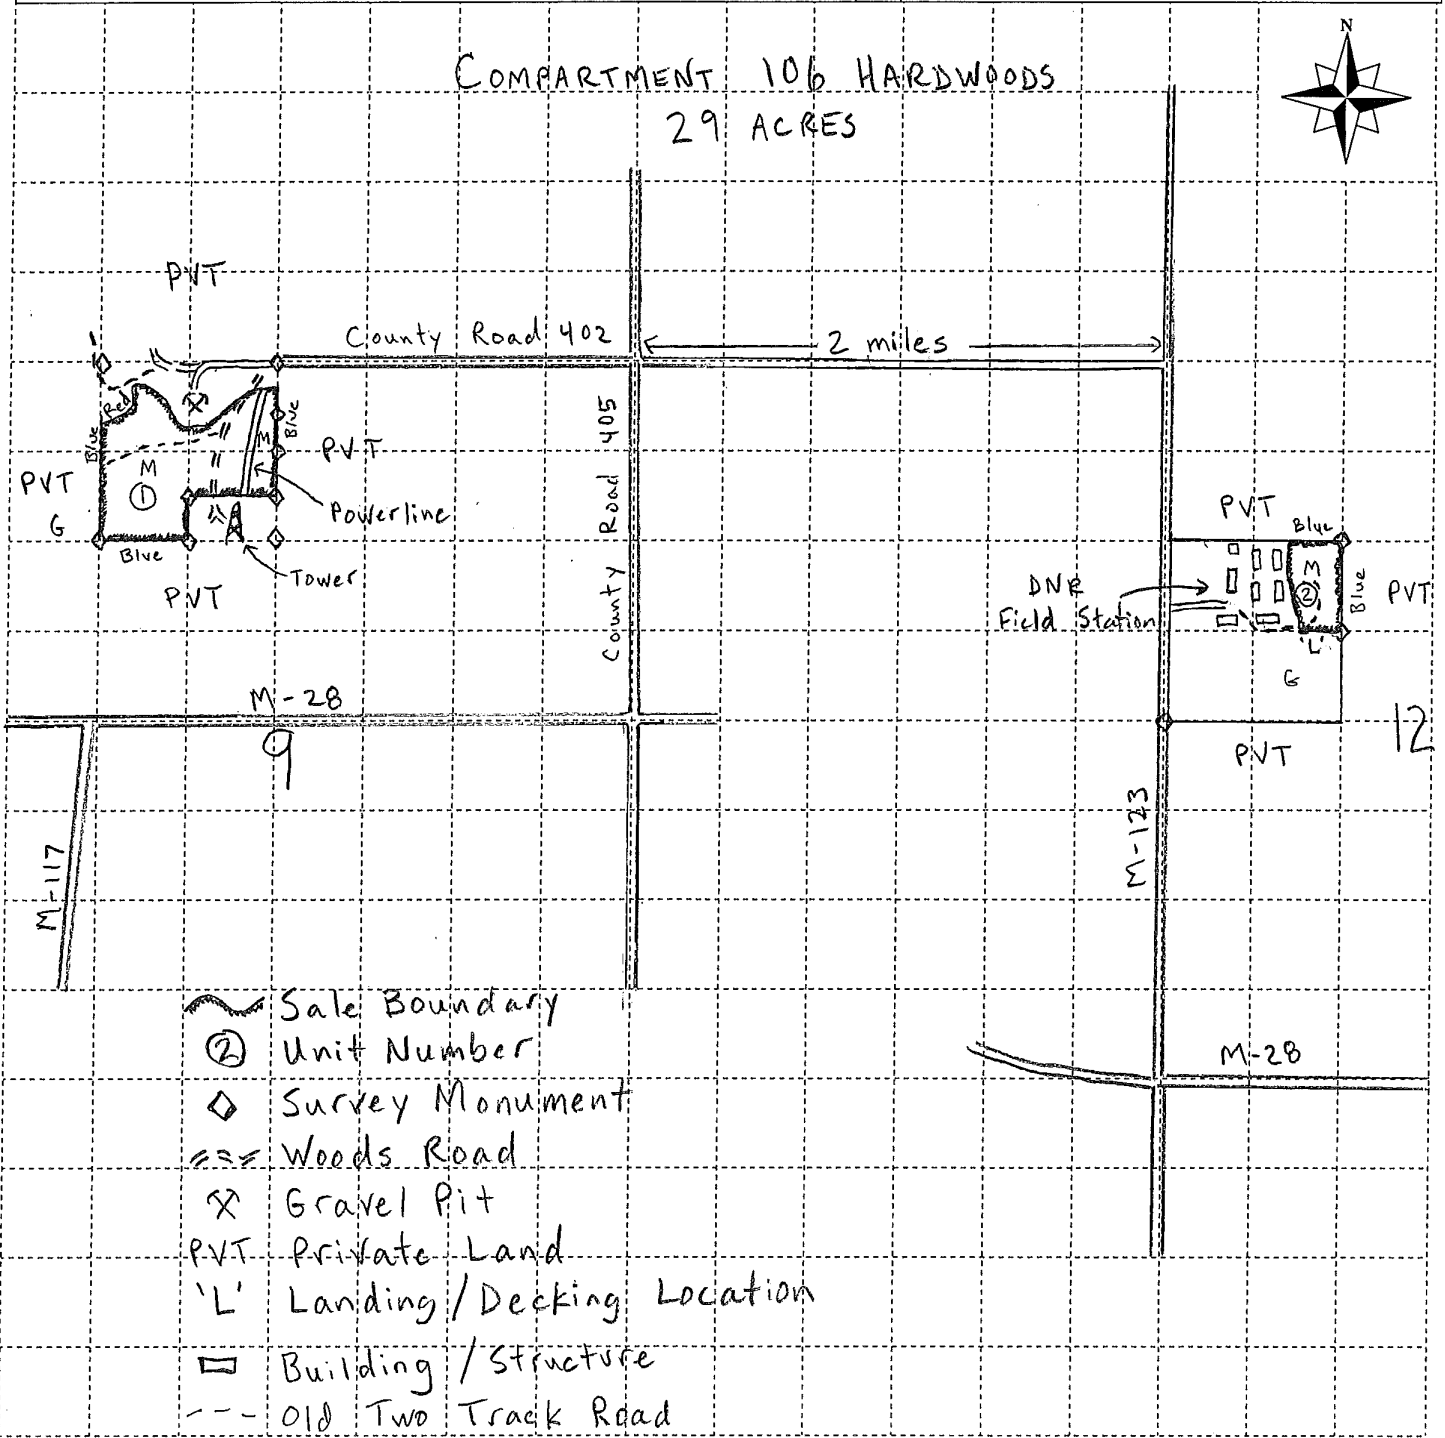 N
COMPARTMENT 106 HARDWOODS
29 ACRES
PVT
County Road 402
2 miles
Red
Blue
Blue
M
PVT
M
1
PVT
G
Powerline
Blue
Tower
PVT
County Road 405
PVT
Blue
DNR
Field Station
M
2
Blue
PVT
'L'
G
M-28
9
12
PVT
M-117
M-123
M-28
Sale Boundary
2 Unit Number
Survey Monument
Woods Road
Gravel Pit
PVT Private Land
'L' Landing/Decking Location
Building/Structure
Old Two Track Road